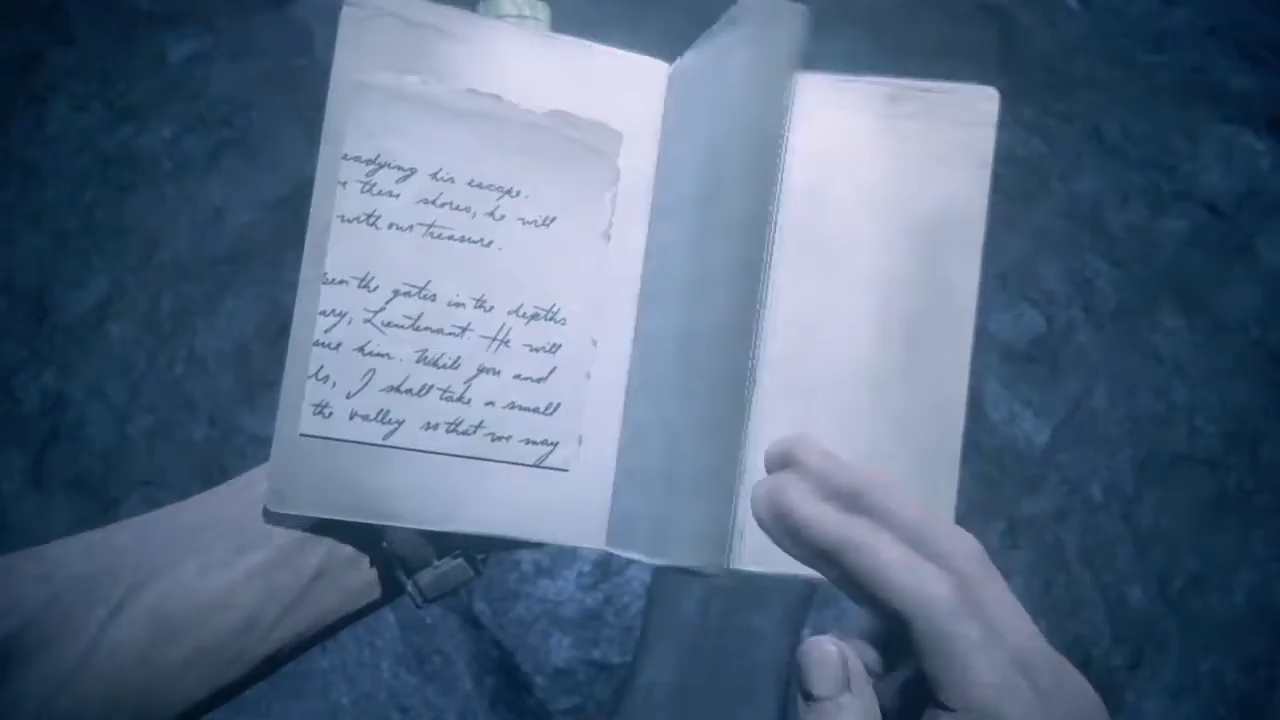 eadying his escape.
e these shores, he will
with our treasure.
een the gates in the depths
ary, Lieutenant. He will
sue him. While you and
ls, I shall take a small
the valley so that we may